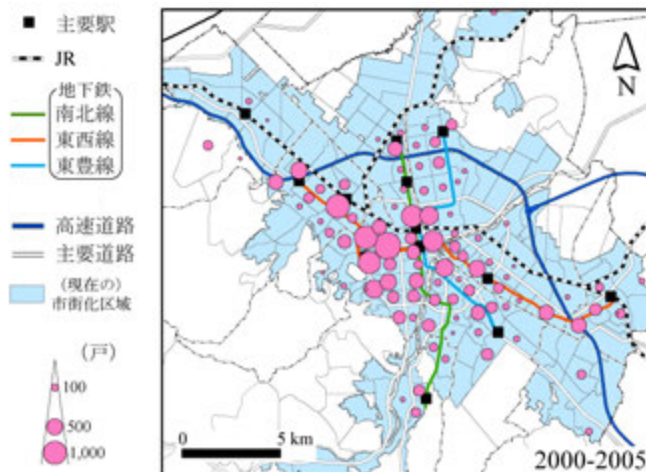 主要駅
JR
地下鉄
南北線
東西線
東豊線
高速道路
主要道路
(現在の)
市街化区域
(戸)
100
500
1,000
N
0 5 km
2000-2005